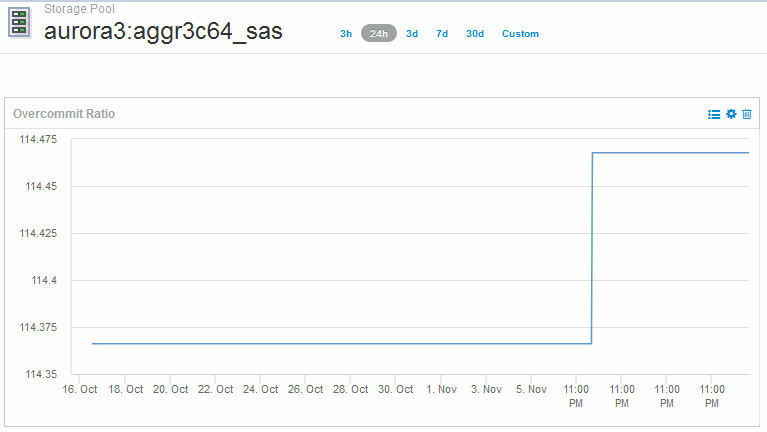 Storage Pool
aurora3:aggr3c64_sas
3h 24h 3d 7d 30d Custom
Overcommit Ratio
114.475
114.45
114.425
114.4
114.375
114.35
16. Oct 18. Oct 20. Oct 22. Oct 24. Oct 26. Oct 28. Oct 30. Oct 1. Nov 3. Nov 5. Nov 11:00 PM 11:00 PM 11:00 PM 11:00 PM